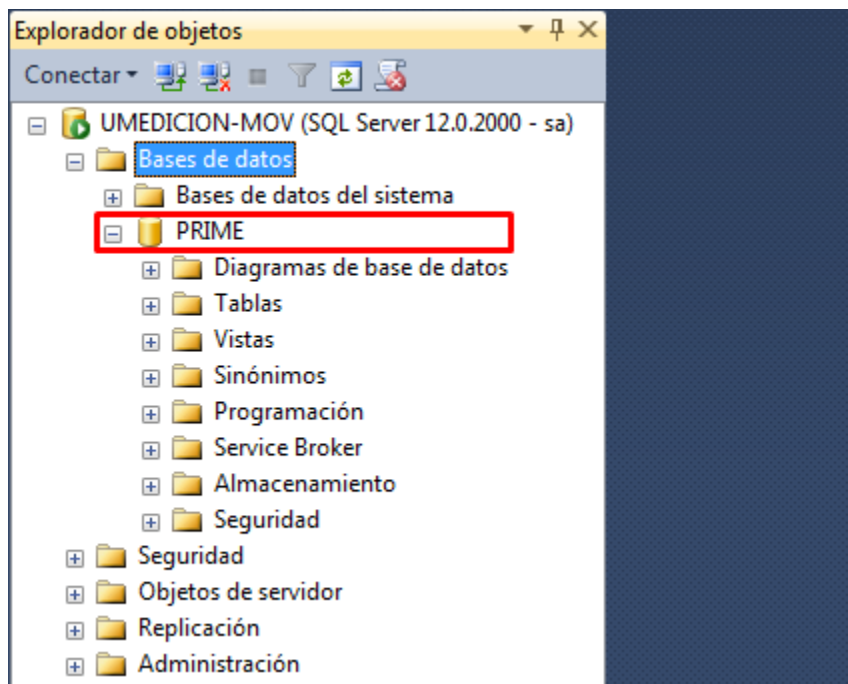 Explorador de objetos
Conectar
UMEDICION-MOV (SQL Server 12.0.2000 - sa)
Bases de datos
Bases de datos del sistema
PRIME
Diagramas de base de datos
Tablas
Vistas
Sinónimos
Programación
Service Broker
Almacenamiento
Seguridad
Seguridad
Objetos de servidor
Replicación
Administración